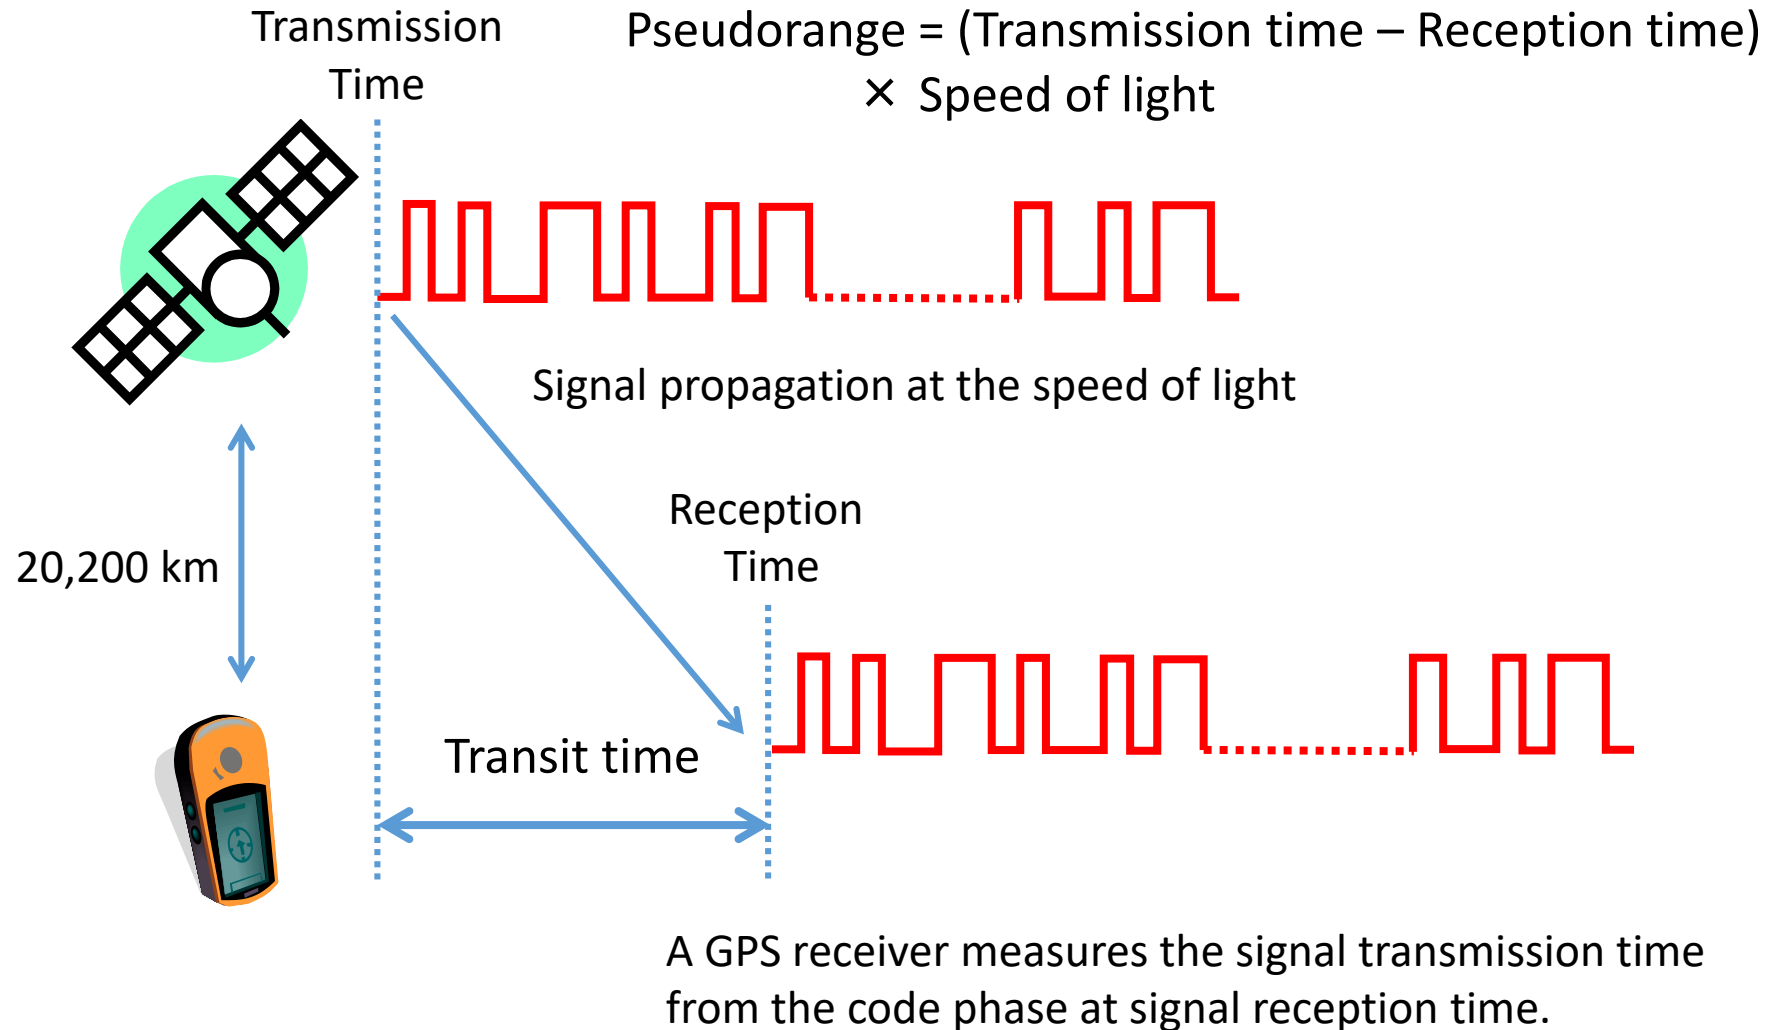 Transmission
Time
Pseudorange = (Transmission time – Reception time)
× Speed of light
Signal propagation at the speed of light
Reception
Time
20,200 km
Transit time
A GPS receiver measures the signal transmission time
from the code phase at signal reception time.